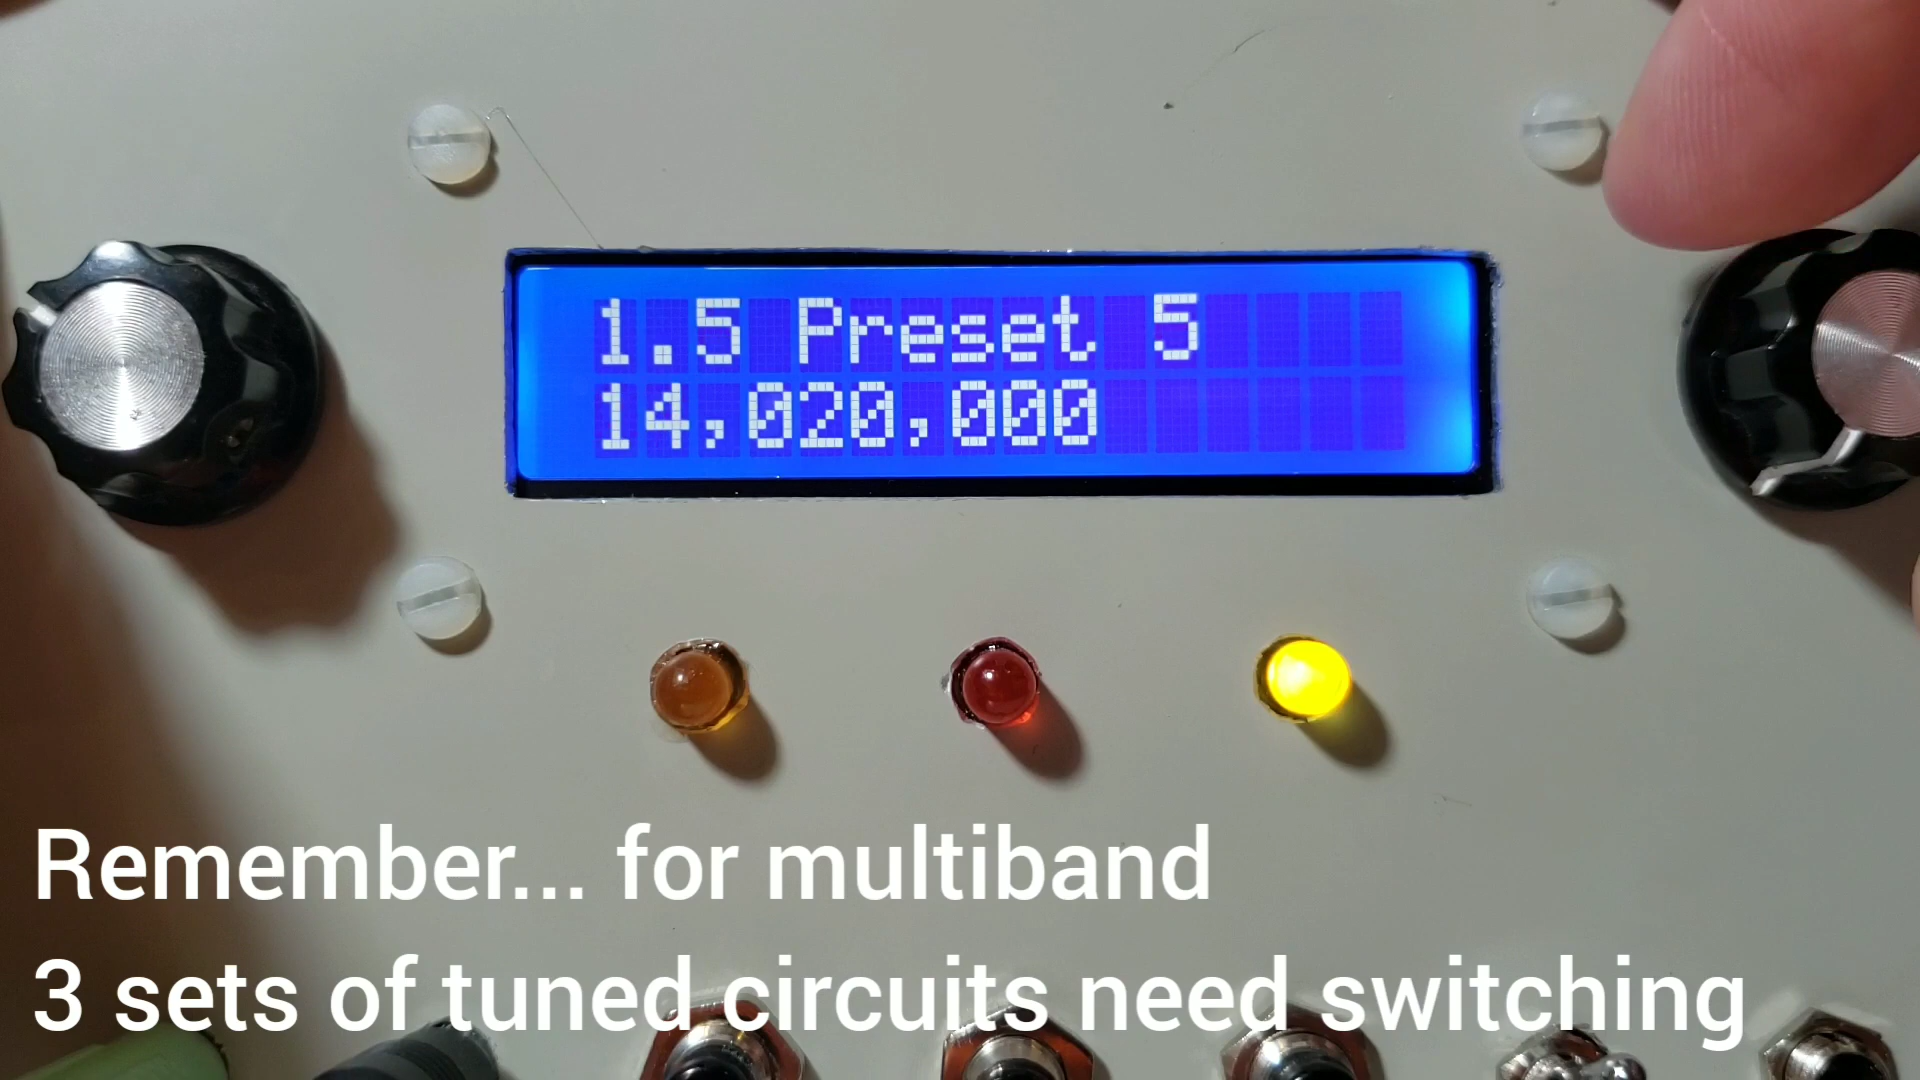 1.5 Preset 5
14,020,000
Remember... for multiband
3 sets of tuned circuits need switching